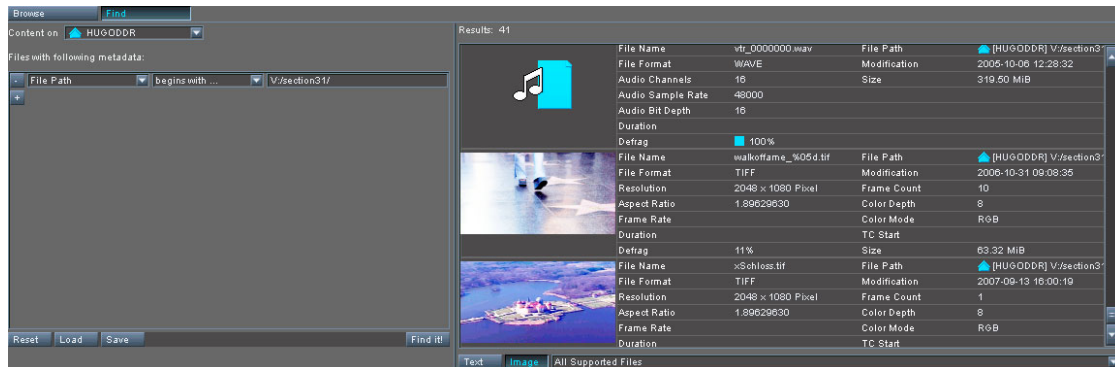 Browse Find
Content on HUGODDR
Files with following metadata:
- File Path begins with ... V:/section31/
+
Reset Load Save Find it!
Results: 41
File Name vtr_0000000.wav File Path [HUGODDR] V:/section3
File Format WAVE Modification 2005-10-06 12:28:32
Audio Channels 16 Size 319.50 MiB
Audio Sample Rate 48000
Audio Bit Depth 16
Duration
Defrag 100%
File Name walkoffame_%05d.tif File Path [HUGODDR] V:/section3
File Format TIFF Modification 2006-10-31 09:08:35
Resolution 2048 x 1080 Pixel Frame Count 10
Aspect Ratio 1.89629630 Color Depth 8
Frame Rate Color Mode RGB
Duration TC Start
Defrag 11% Size 63.32 MiB
File Name xSchloss.tif File Path [HUGODDR] V:/section3
File Format TIFF Modification 2007-09-13 16:00:19
Resolution 2048 x 1080 Pixel Frame Count 1
Aspect Ratio 1.89629630 Color Depth 8
Frame Rate Color Mode RGB
Duration TC Start
Text Image All Supported Files